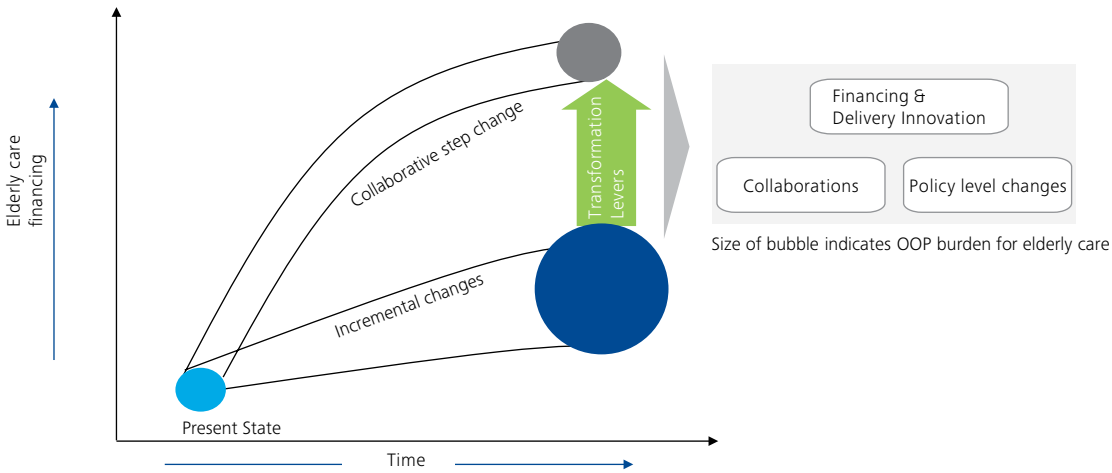 Elderly care
financing
Collaborative step change
Incremental changes
Transformation
Levers
Present State
Time
Financing &
Delivery Innovation
Collaborations
Policy level changes
Size of bubble indicates OOP burden for elderly care